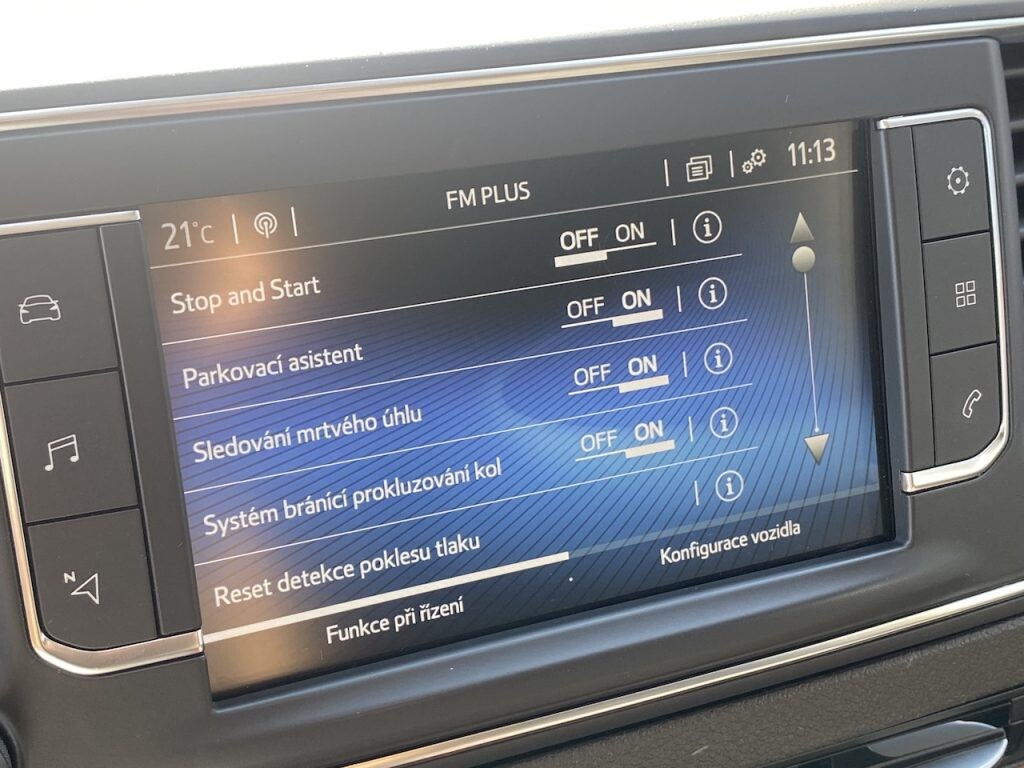 21°C FM PLUS 11:13
Stop and Start OFF ON i
Parkovací asistent OFF ON i
Sledování mrtvého úhlu OFF ON i
Systém bránící prokluzování kol OFF ON i
Reset detekce poklesu tlaku i
Funkce při řízení Konfigurace vozidla
N